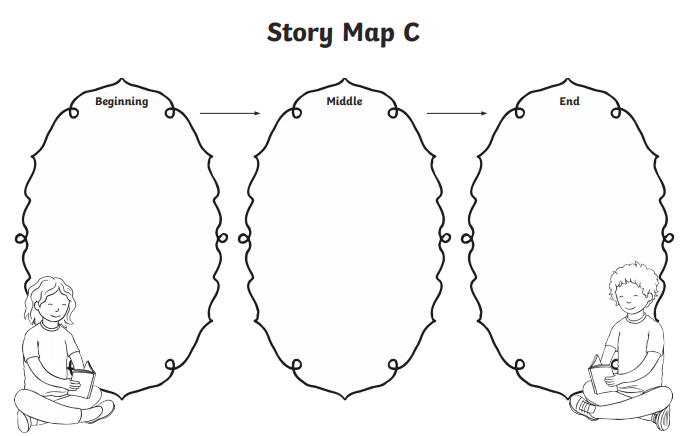 Story Map C
Beginning
Middle
End